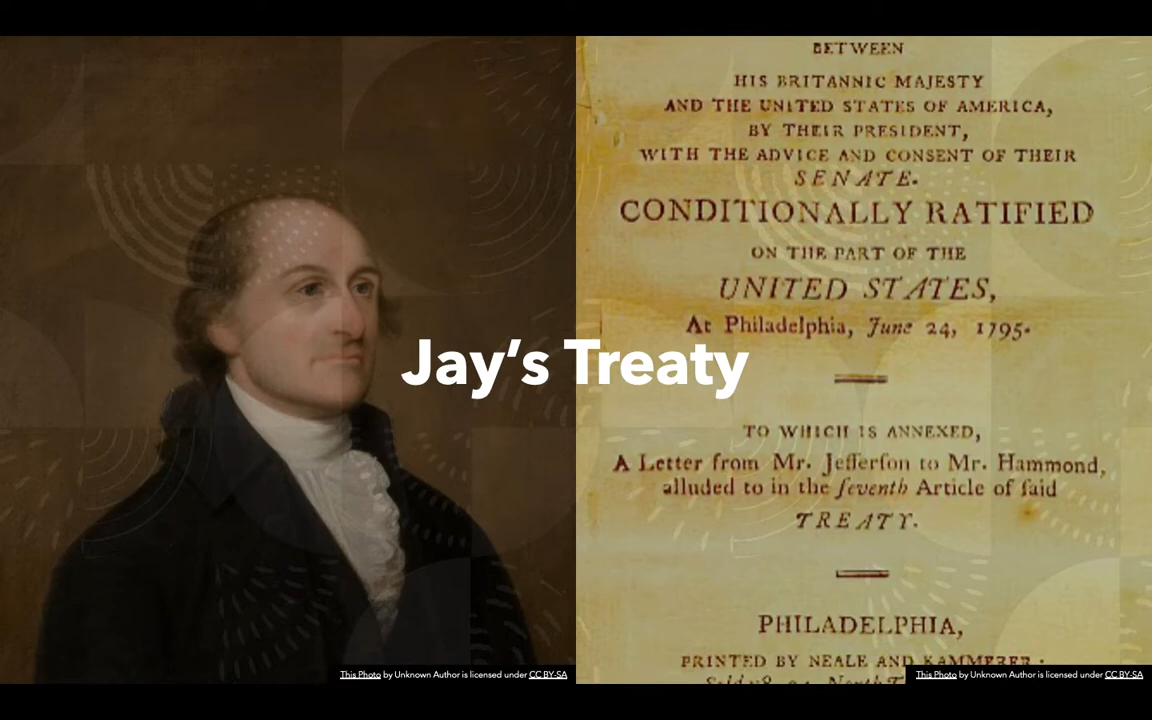 Jay’s Treaty
BETWEEN
HIS BRITANNIC MAJESTY
AND THE UNITED STATES OF AMERICA,
BY THEIR PRESIDENT,
WITH THE ADVICE AND CONSENT OF THEIR
SENATE.
CONDITIONALLY RATIFIED
ON THE PART OF THE
UNITED STATES,
At Philadelphia, June 24, 1795.
TO WHICH IS ANNEXED,
A Letter from Mr. Jefferſon to Mr. Hammond,
alluded to in the ſeventh Article of ſaid
TREATY.
PHILADELPHIA,
PRINTED BY NEALE AND KAMMERER:
This Photo by Unknown Author is licensed under CC BY-SA
This Photo by Unknown Author is licensed under CC BY-SA